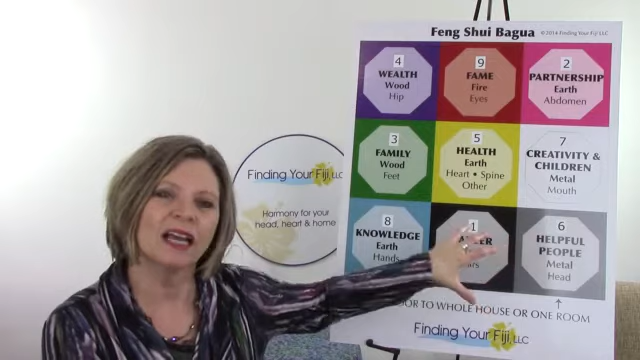 Feng Shui Bagua
© 2014 Finding Your Fiji LLC
4
WEALTH
Wood
Hip
9
FAME
Fire
Eyes
2
PARTNERSHIP
Earth
Abdomen
3
FAMILY
Wood
Feet
5
HEALTH
Earth
Heart • Spine
Other
7
CREATIVITY &
CHILDREN
Metal
Mouth
8
KNOWLEDGE
Earth
Hands
1
6
HELPFUL
PEOPLE
Metal
Head
TO WHOLE HOUSE OR ONE ROOM
Finding Your Fiji, LLC
Finding Your Fiji, LLC
Harmony for your
head, heart & home